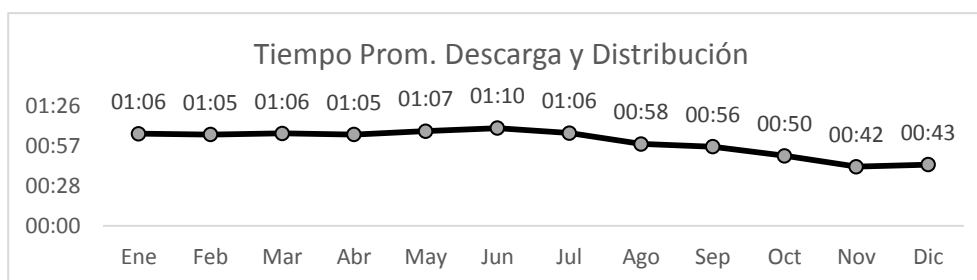 Tiempo Prom. Descarga y Distribución
01:06 01:05 01:06 01:05 01:07 01:10 01:06 00:58 00:56 00:50 00:42 00:43
01:26
00:57
00:28
00:00
Ene Feb Mar Abr May Jun Jul Ago Sep Oct Nov Dic